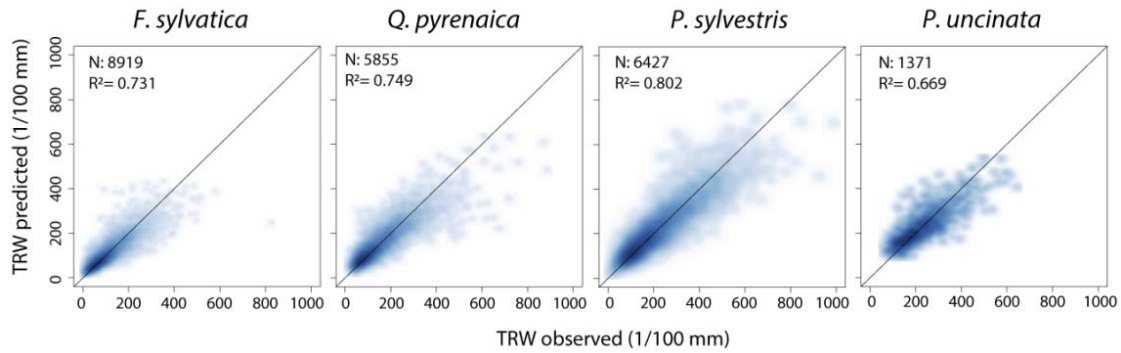 F. sylvatica
Q. pyrenaica
P. sylvestris
P. uncinata
TRW predicted (1/100 mm)
1000
800
600
400
200
0
N: 8919
R²= 0.731
N: 5855
R²= 0.749
N: 6427
R²= 0.802
N: 1371
R²= 0.669
0 200 400 600 800 1000
0 200 400 600 800 1000
0 200 400 600 800 1000
0 200 400 600 800 1000
TRW observed (1/100 mm)